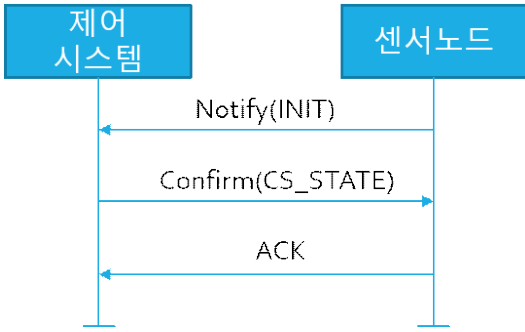 제어
시스템
센서노드
Notify(INIT)
Confirm(CS_STATE)
ACK